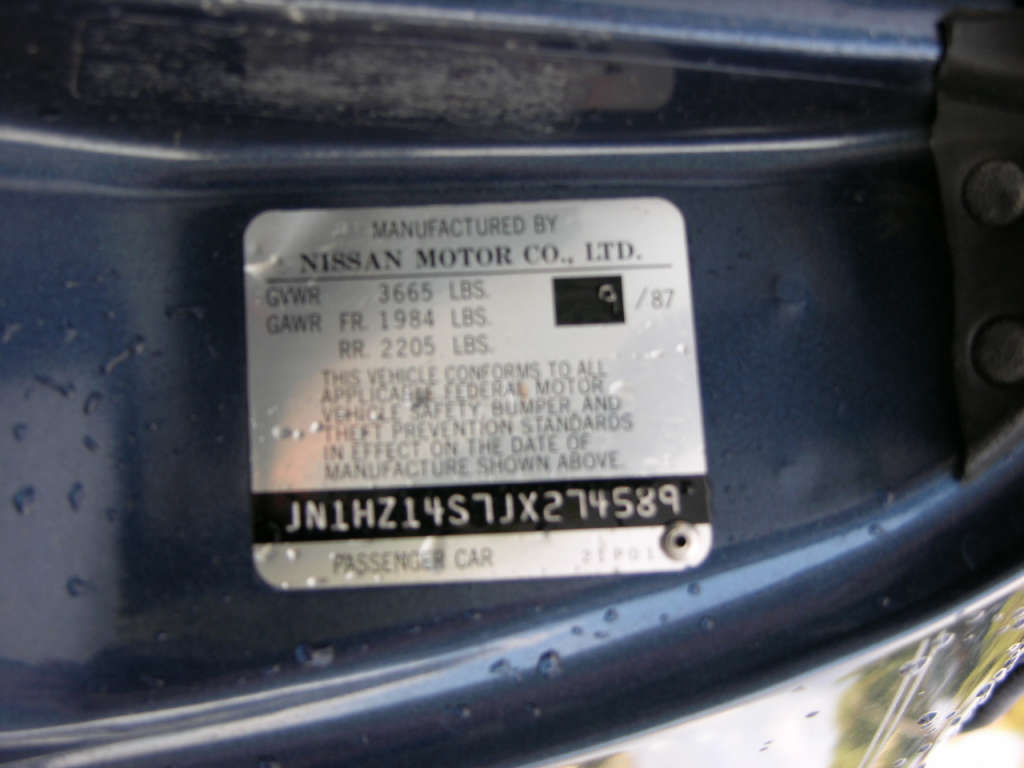 MANUFACTURED BY
NISSAN MOTOR CO., LTD.
GVWR 3665 LBS. 9 /87
GAWR FR. 1984 LBS.
RR. 2205 LBS.
THIS VEHICLE CONFORMS TO ALL
APPLICABLE FEDERAL MOTOR
VEHICLE SAFETY, BUMPER, AND
THEFT PREVENTION STANDARDS
IN EFFECT ON THE DATE OF
MANUFACTURE SHOWN ABOVE.
JN1HZ14S7JX274589
PASSENGER CAR